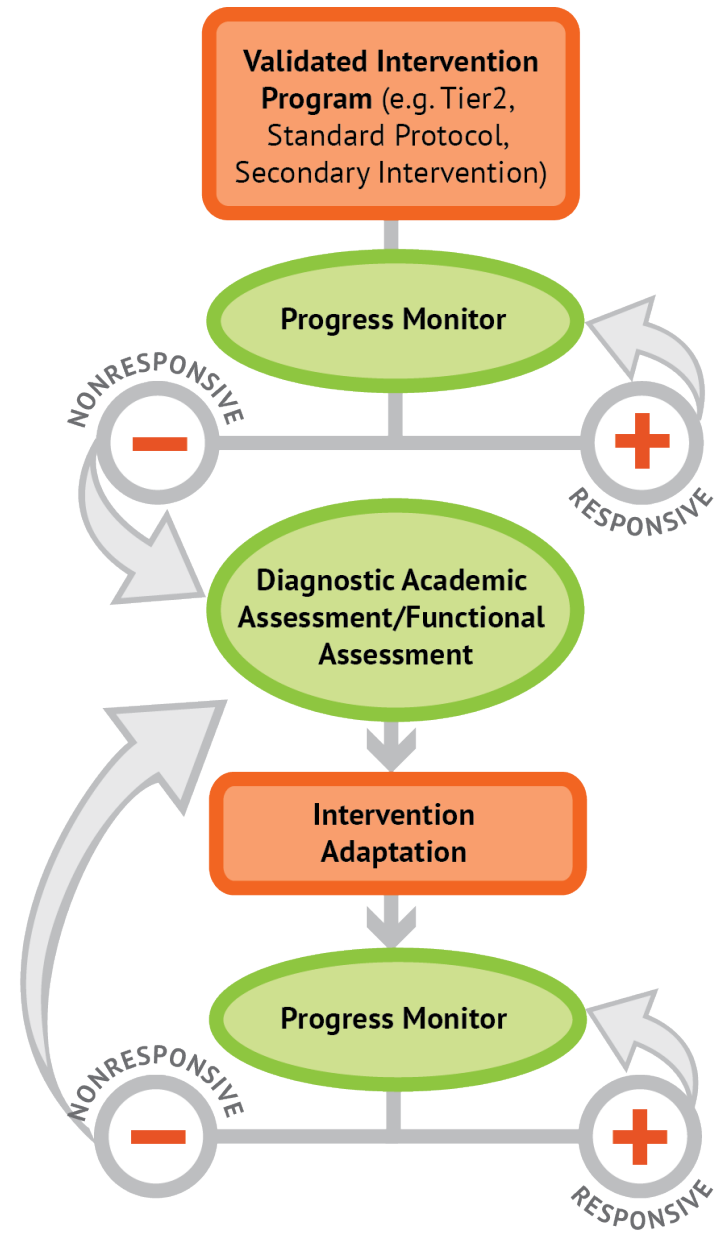 Validated Intervention
Program (e.g. Tier2,
Standard Protocol,
Secondary Intervention)
Progress Monitor
NONRESPONSIVE
RESPONSIVE
Diagnostic Academic
Assessment/Functional
Assessment
Intervention
Adaptation
Progress Monitor
NONRESPONSIVE
RESPONSIVE